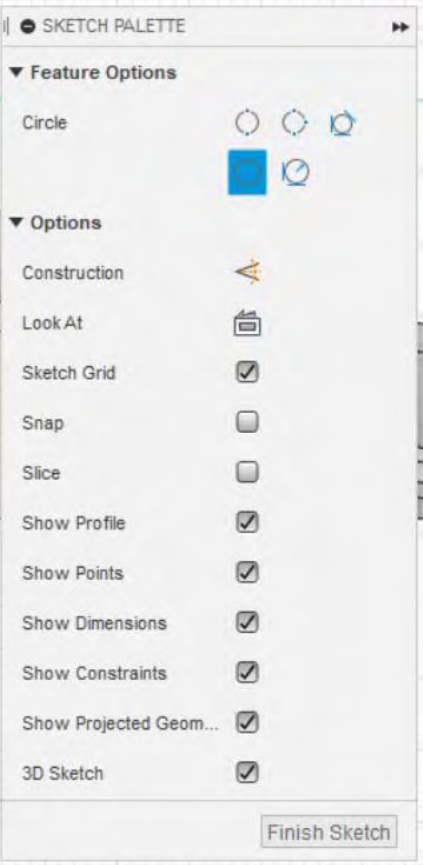 SKETCH PALETTE
Feature Options
Circle
Options
Construction
Look At
Sketch Grid
Snap
Slice
Show Profile
Show Points
Show Dimensions
Show Constraints
Show Projected Geom...
3D Sketch
Finish Sketch